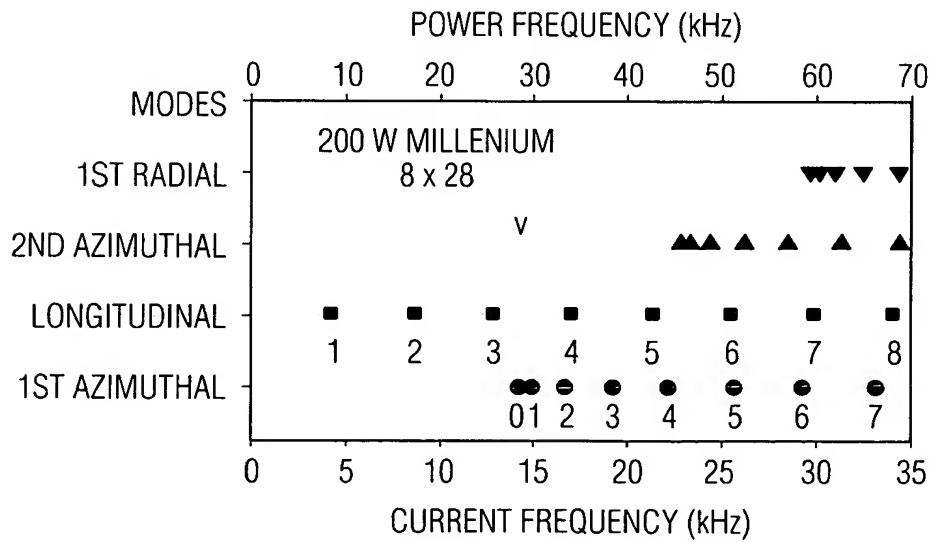 POWER FREQUENCY (kHz)
0 10 20 30 40 50 60 70
MODES
200 W MILLENIUM
8 x 28
1ST RADIAL
v
2ND AZIMUTHAL
LONGITUDINAL
1 2 3 4 5 6 7 8
1ST AZIMUTHAL
0 1 2 3 4 5 6 7
0 5 10 15 20 25 30 35
CURRENT FREQUENCY (kHz)